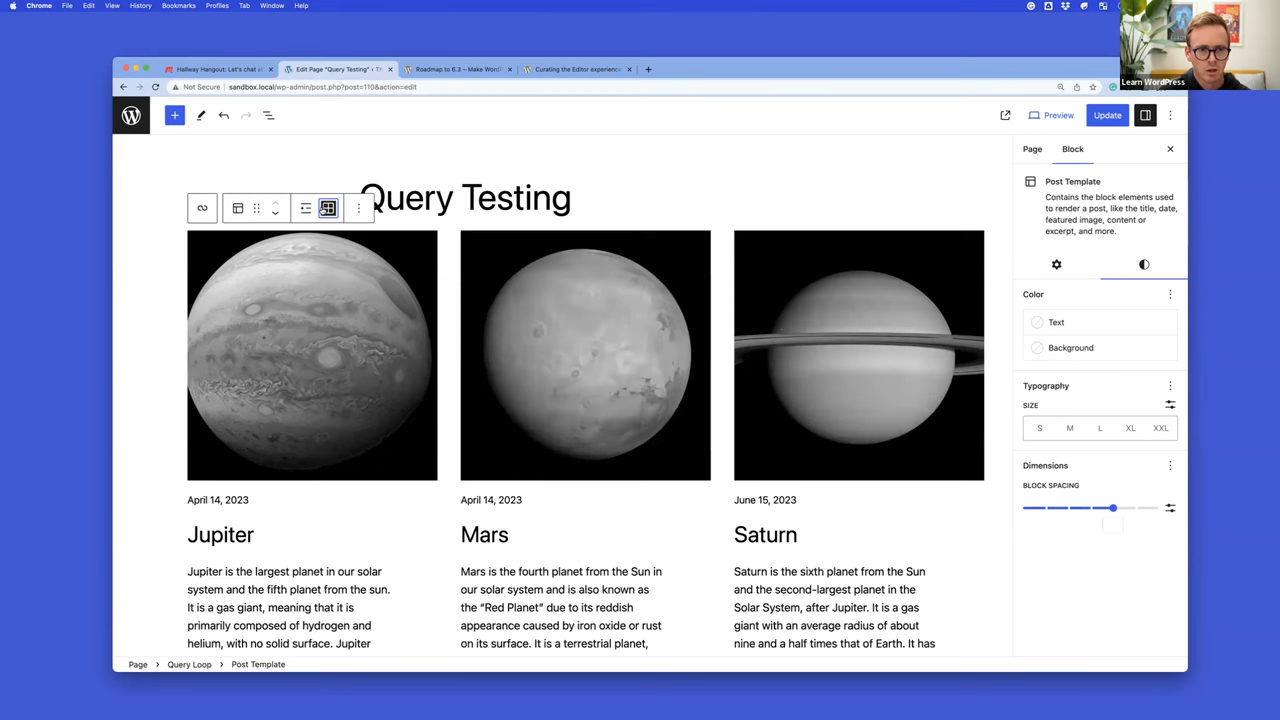 Chrome File Edit View History Bookmarks Profiles Tab Window Help
Learn WordPress
Hallway Hangout: Let's chat a
Edit Page "Query Testing" ‹ T
Roadmap to 6.3 – Make Word
Curating the Editor experience
Not Secure sandbox.local/wp-admin/post.php?post=110&action=edit
Preview
Update
Page
Block
Query Testing
Post Template
Contains the block elements used
to render a post, like the title, date,
featured image, content or
excerpt, and more.
Color
Text
Background
Typography
SIZE
S M L XL XXL
Dimensions
BLOCK SPACING
April 14, 2023
Jupiter
Jupiter is the largest planet in our solar
system and the fifth planet from the sun.
It is a gas giant, meaning that it is
primarily composed of hydrogen and
helium, with no solid surface. Jupiter
April 14, 2023
Mars
Mars is the fourth planet from the Sun in
our solar system and is also known as
the “Red Planet” due to its reddish
appearance caused by iron oxide or rust
on its surface. It is a terrestrial planet,
June 15, 2023
Saturn
Saturn is the sixth planet from the Sun
and the second-largest planet in the
Solar System, after Jupiter. It is a gas
giant with an average radius of about
nine and a half times that of Earth. It has
Page > Query Loop > Post Template